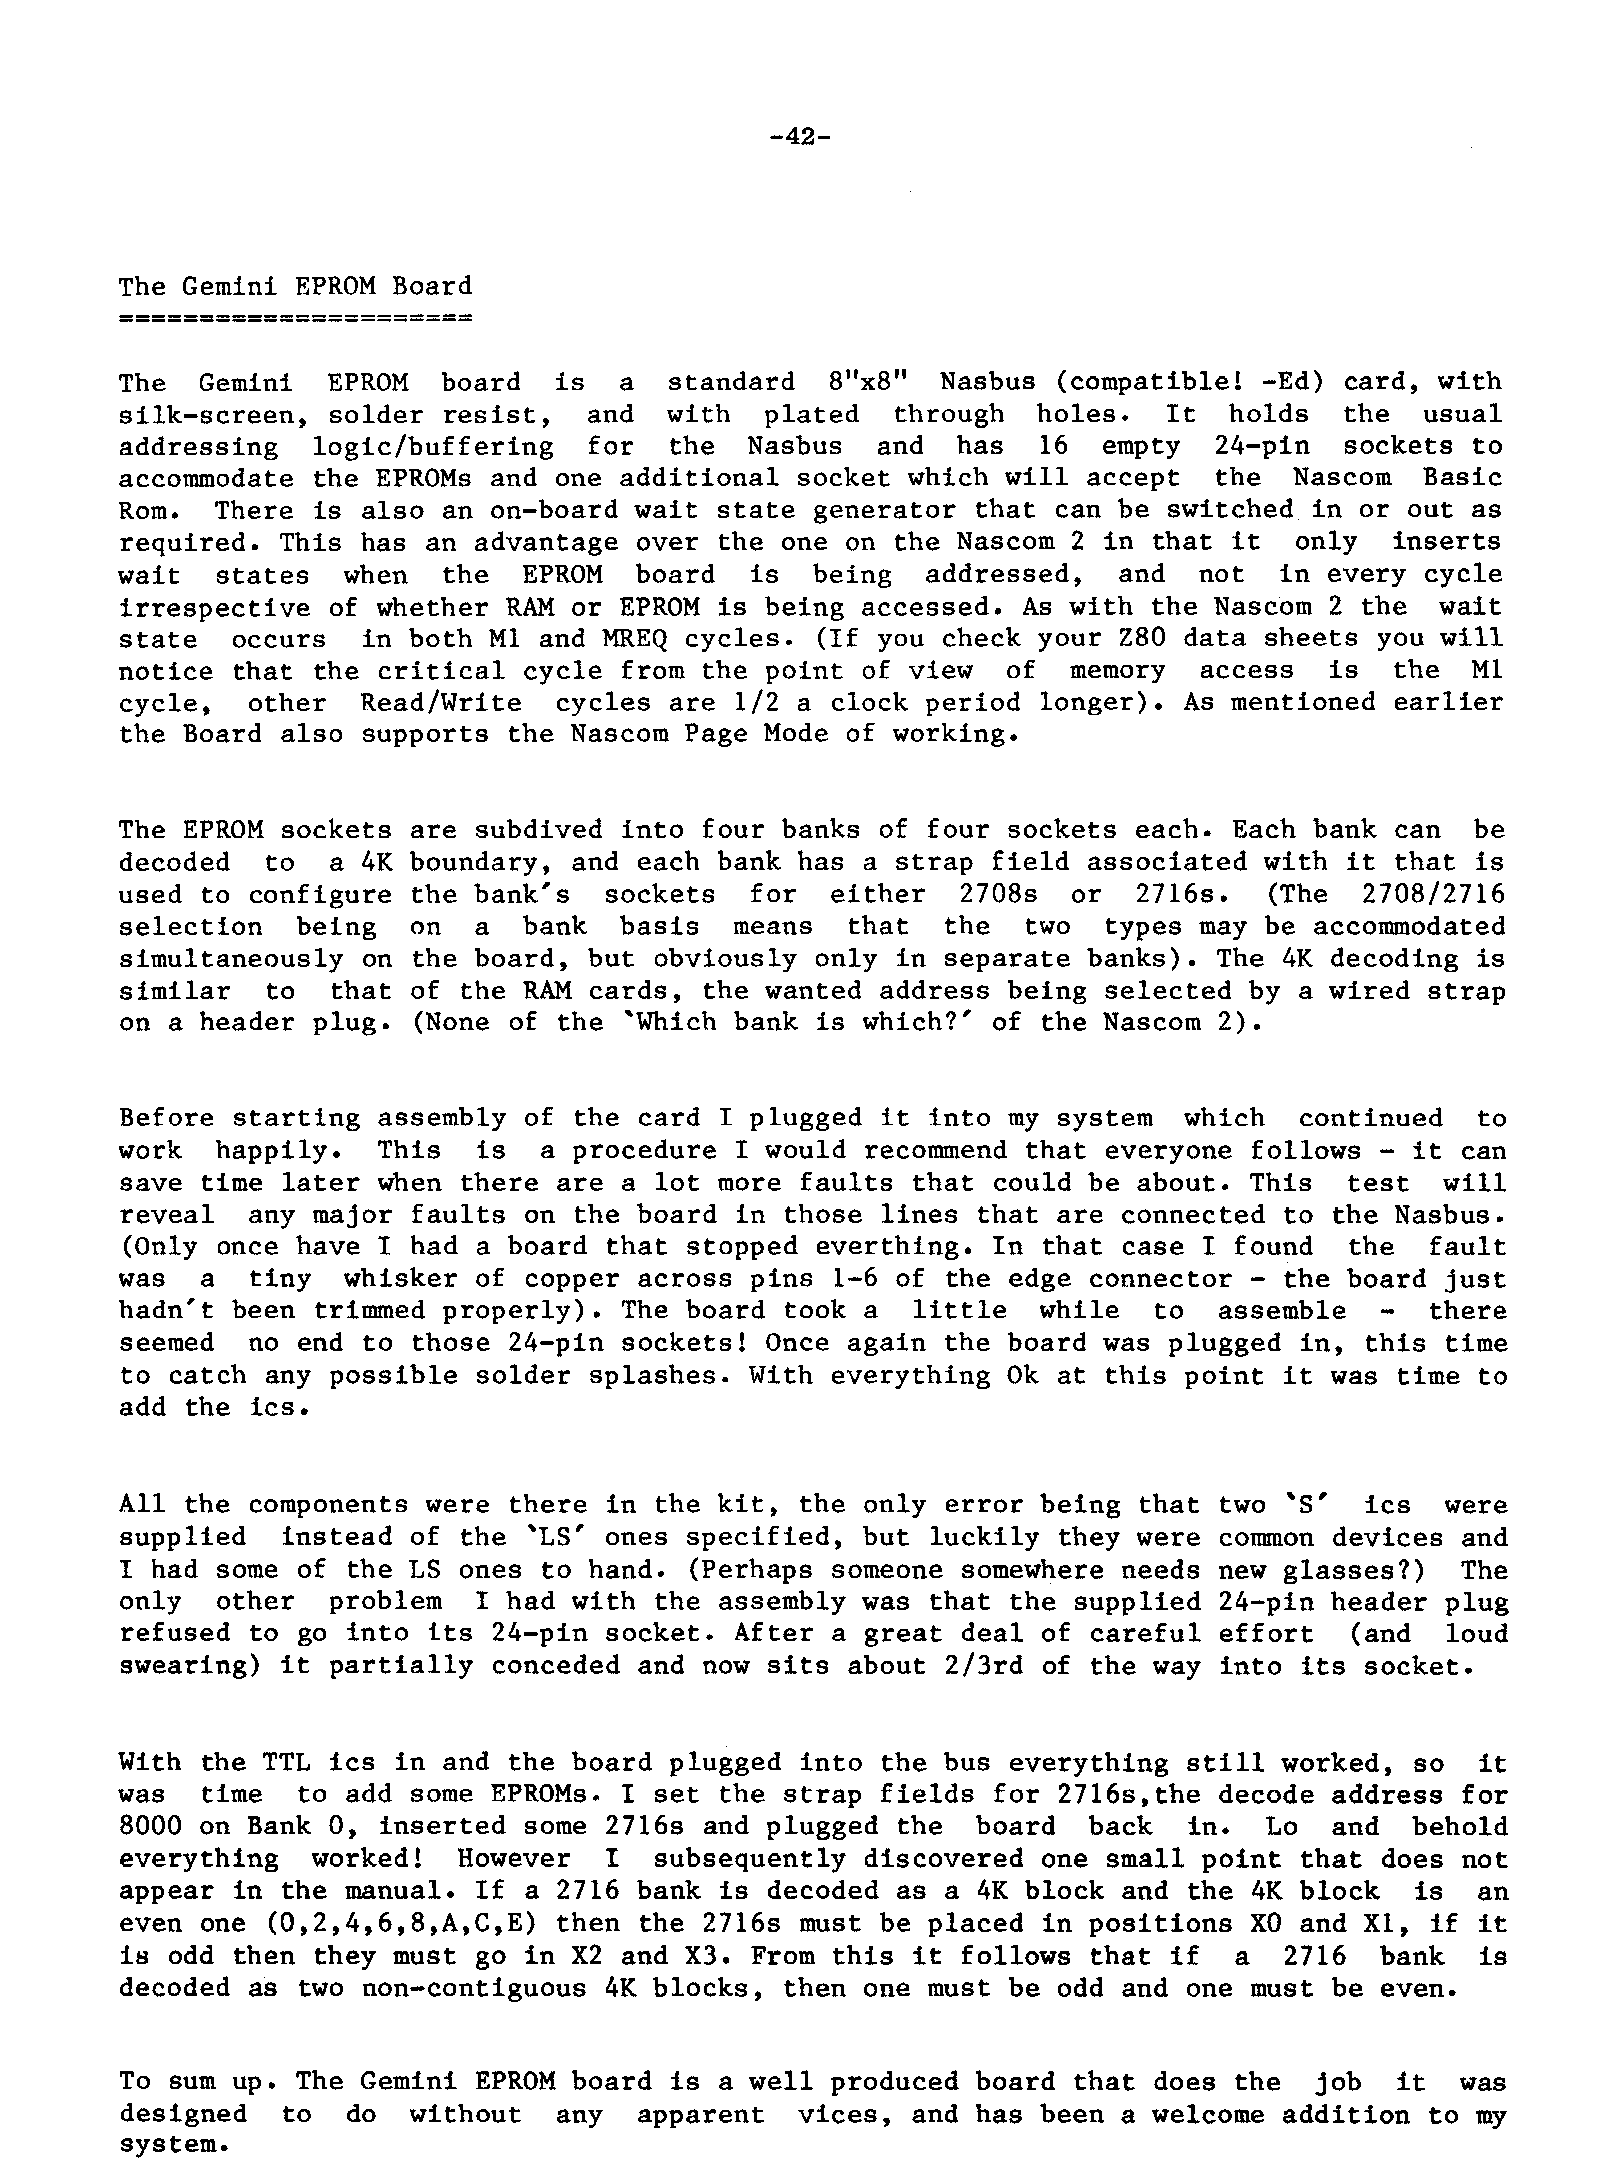 -42-
The Gemini EPROM Board
======================
The Gemini EPROM board is a standard 8"x8" Nasbus (compatible! -Ed) card, with
silk-screen, solder resist, and with plated through holes. It holds the usual
addressing logic/buffering for the Nasbus and has 16 empty 24-pin sockets to
accommodate the EPROMs and one additional socket which will accept the Nascom Basic
Rom. There is also an on-board wait state generator that can be switched in or out as
required. This has an advantage over the one on the Nascom 2 in that it only inserts
wait states when the EPROM board is being addressed, and not in every cycle
irrespective of whether RAM or EPROM is being accessed. As with the Nascom 2 the wait
state occurs in both M1 and MREQ cycles. (If you check your Z80 data sheets you will
notice that the critical cycle from the point of view of memory access is the M1
cycle, other Read/Write cycles are 1/2 a clock period longer). As mentioned earlier
the Board also supports the Nascom Page Mode of working.
The EPROM sockets are subdived into four banks of four sockets each. Each bank can be
decoded to a 4K boundary, and each bank has a strap field associated with it that is
used to configure the bank's sockets for either 2708s or 2716s. (The 2708/2716
selection being on a bank basis means that the two types may be accommodated
simultaneously on the board, but obviously only in separate banks). The 4K decoding is
similar to that of the RAM cards, the wanted address being selected by a wired strap
on a header plug. (None of the `Which bank is which?' of the Nascom 2).
Before starting assembly of the card I plugged it into my system which continued to
work happily. This is a procedure I would recommend that everyone follows - it can
save time later when there are a lot more faults that could be about. This test will
reveal any major faults on the board in those lines that are connected to the Nasbus.
(Only once have I had a board that stopped everthing. In that case I found the fault
was a tiny whisker of copper across pins 1-6 of the edge connector - the board just
hadn't been trimmed properly). The board took a little while to assemble - there
seemed no end to those 24-pin sockets! Once again the board was plugged in, this time
to catch any possible solder splashes. With everything Ok at this point it was time to
add the ics.
All the components were there in the kit, the only error being that two `S' ics were
supplied instead of the `LS' ones specified, but luckily they were common devices and
I had some of the LS ones to hand. (Perhaps someone somewhere needs new glasses?) The
only other problem I had with the assembly was that the supplied 24-pin header plug
refused to go into its 24-pin socket. After a great deal of careful effort (and loud
swearing) it partially conceded and now sits about 2/3rd of the way into its socket.
With the TTL ics in and the board plugged into the bus everything still worked, so it
was time to add some EPROMs. I set the strap fields for 2716s,the decode address for
8000 on Bank 0, inserted some 2716s and plugged the board back in. Lo and behold
everything worked! However I subsequently discovered one small point that does not
appear in the manual. If a 2716 bank is decoded as a 4K block and the 4K block is an
even one (0,2,4,6,8,A,C,E) then the 2716s must be placed in positions X0 and X1, if it
is odd then they must go in X2 and X3. From this it follows that if a 2716 bank is
decoded as two non-contiguous 4K blocks, then one must be odd and one must be even.
To sum up. The Gemini EPROM board is a well produced board that does the job it was
designed to do without any apparent vices, and has been a welcome addition to my
system.